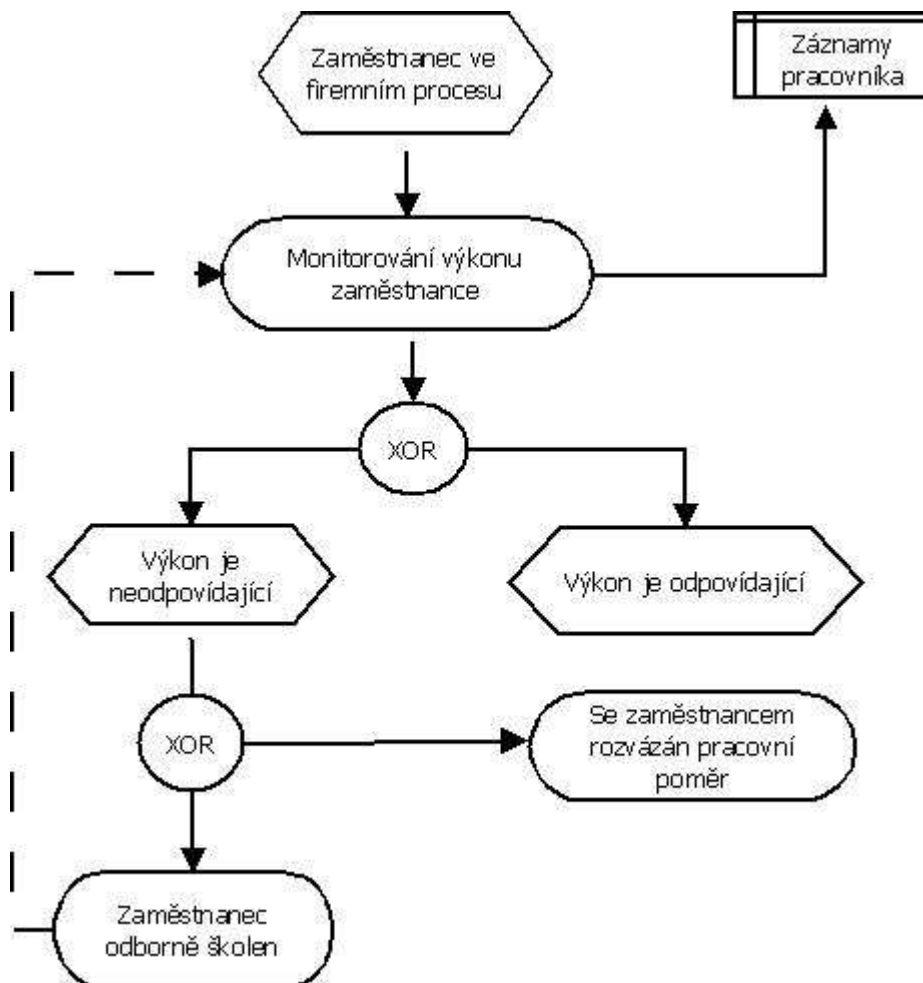 Zaměstnanec ve
firemním procesu
Záznamy
pracovníka
Monitorování výkonu
zaměstnance
XOR
Výkon je
neodpovídající
Výkon je odpovídající
XOR
Se zaměstnancem
rozvázán pracovní
poměr
Zaměstnanec
odborně školen